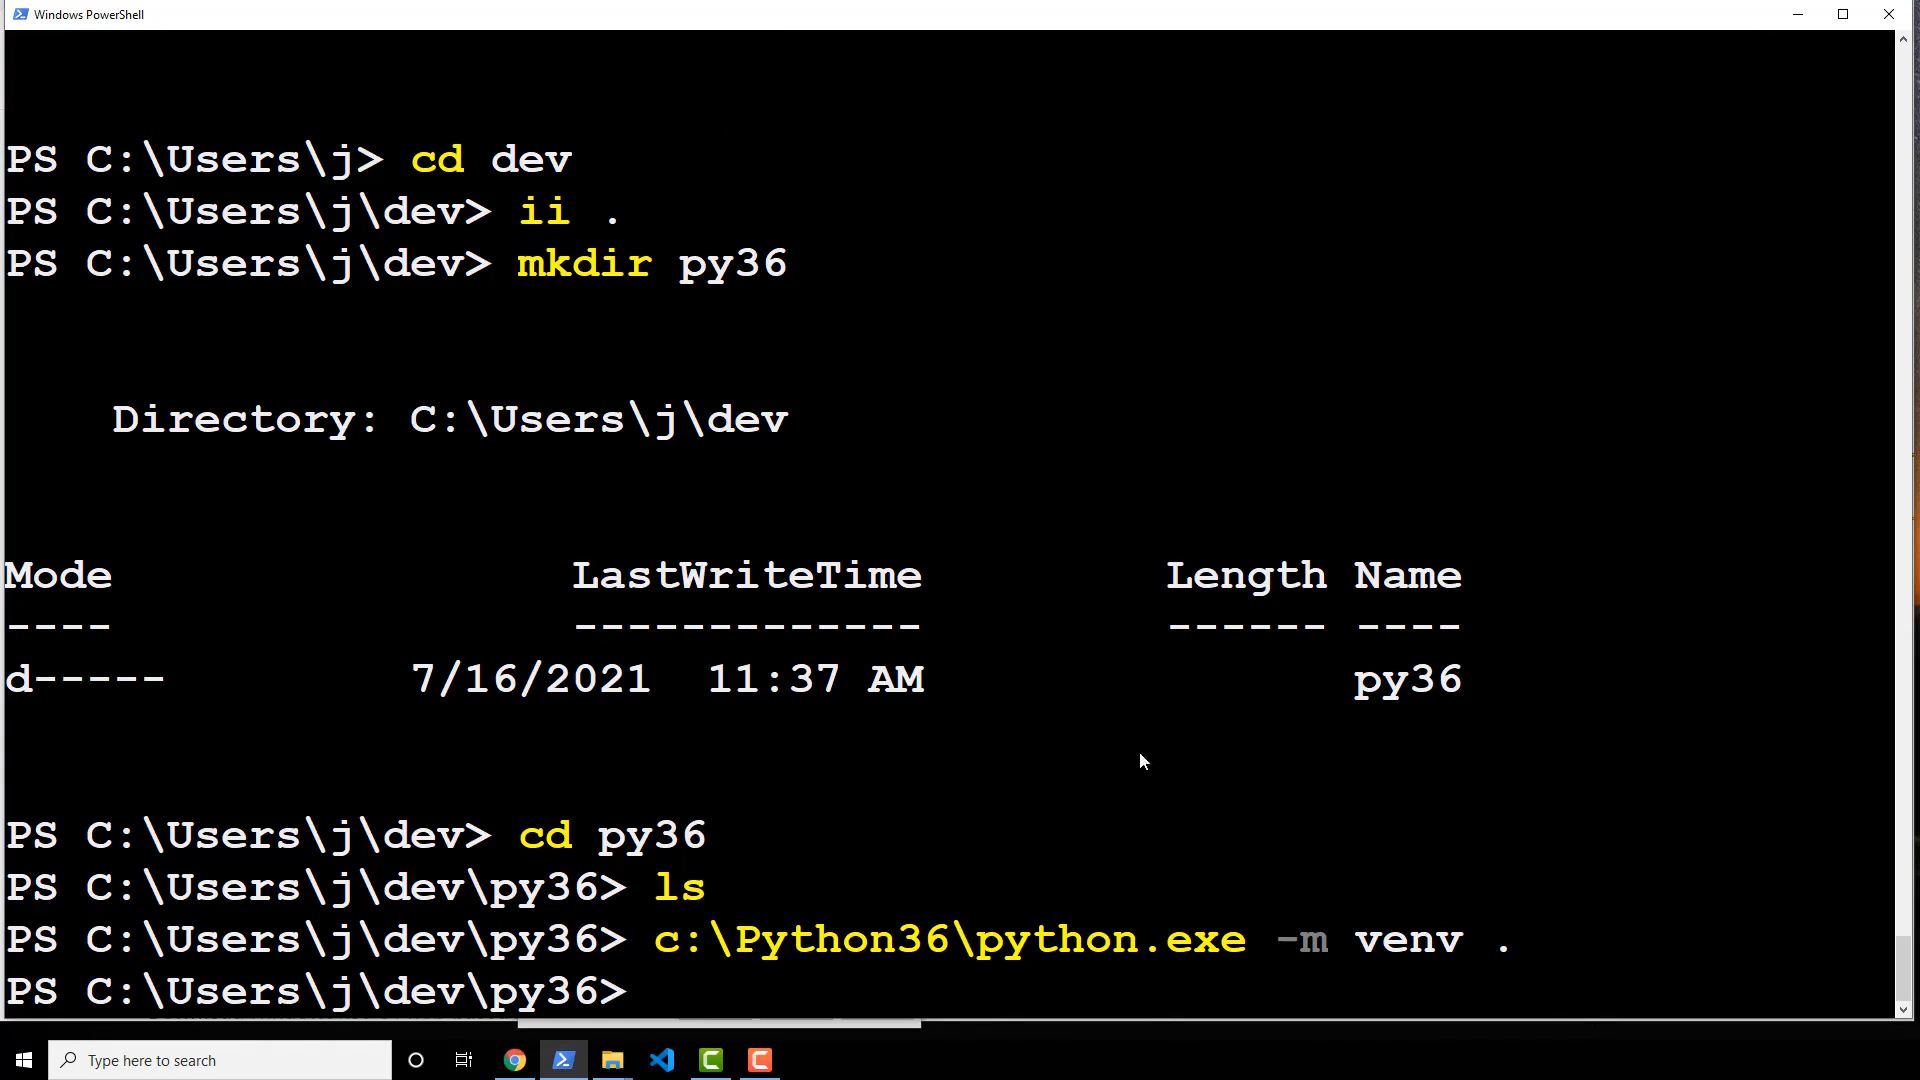 Windows PowerShell
PS C:\Users\j> cd dev
PS C:\Users\j\dev> ii .
PS C:\Users\j\dev> mkdir py36
Directory: C:\Users\j\dev
Mode LastWriteTime Length Name
---- ------------- ------ ----
d----- 7/16/2021 11:37 AM py36
PS C:\Users\j\dev> cd py36
PS C:\Users\j\dev\py36> ls
PS C:\Users\j\dev\py36> c:\Python36\python.exe -m venv .
PS C:\Users\j\dev\py36>
Type here to search